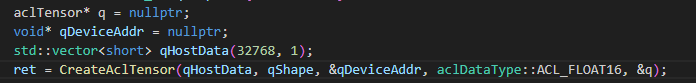 aclTensor* q = nullptr;
void* qDeviceAddr = nullptr;
std::vector<short> qHostData(32768, 1);
ret = CreateAclTensor(qHostData, qShape, &qDeviceAddr, aclDataType::ACL_FLOAT16, &q);